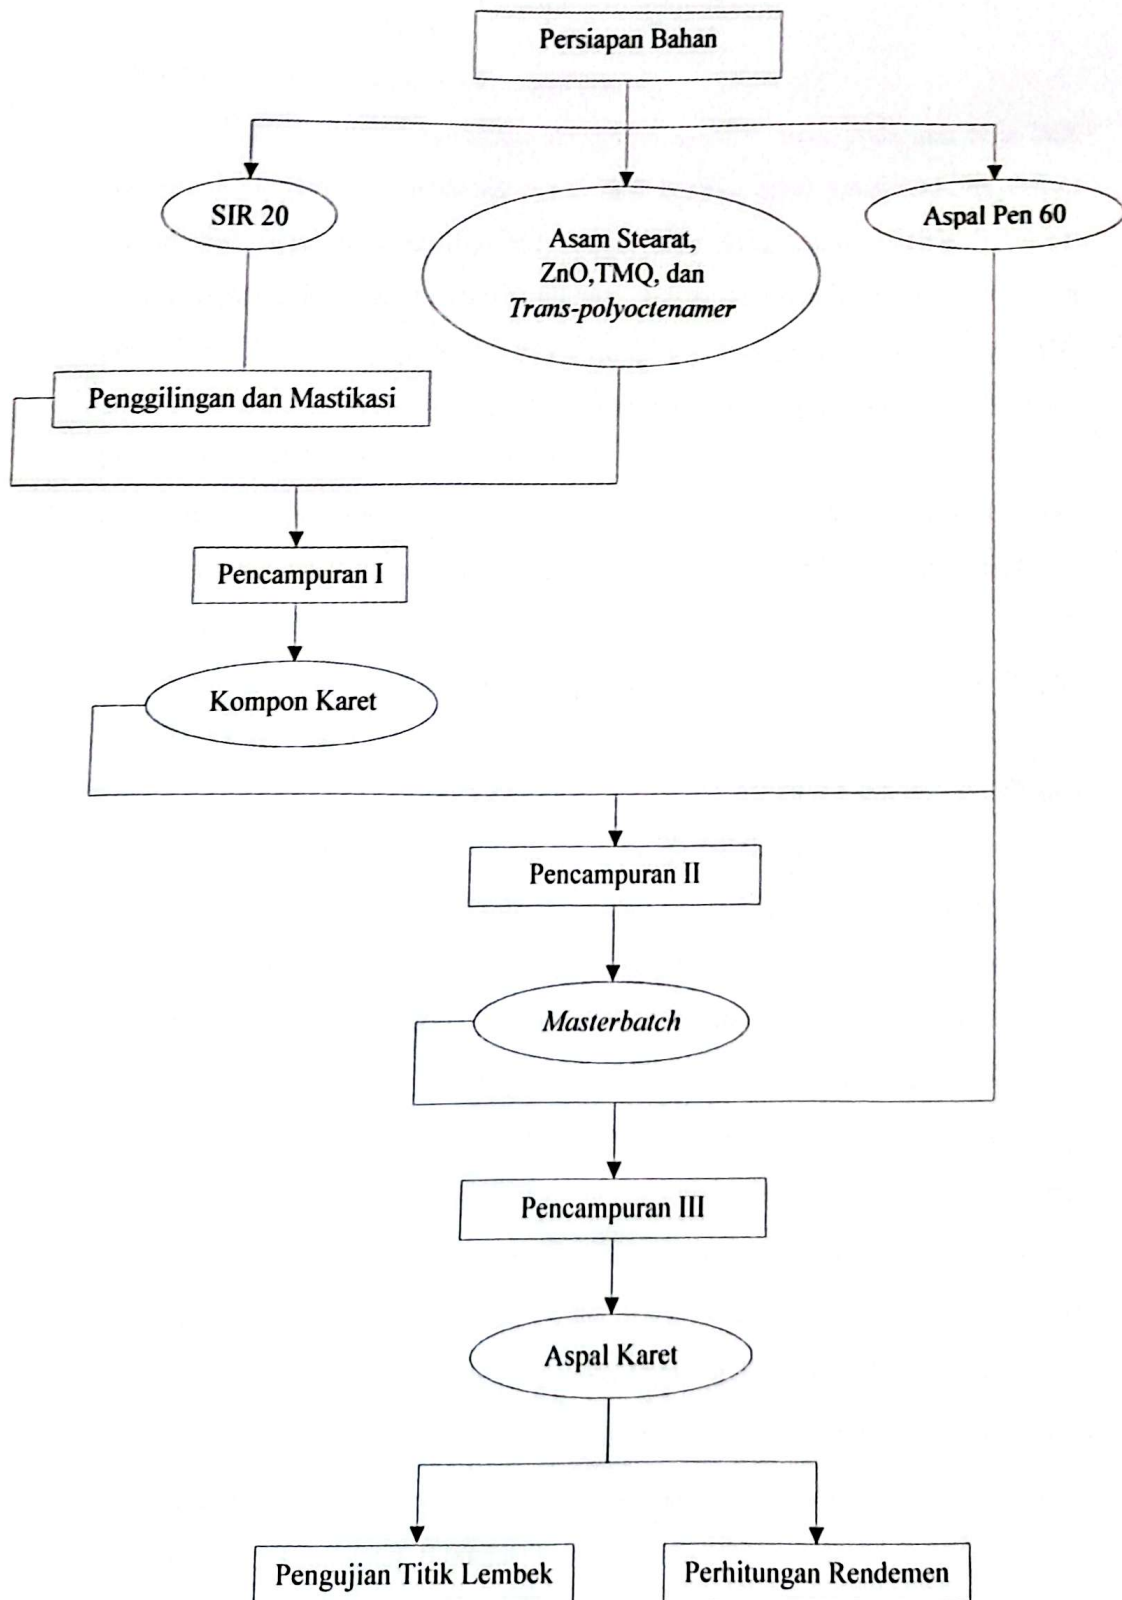 Persiapan Bahan
SIR 20
Asam Stearat,
ZnO,TMQ, dan
Trans-polyoctenamer
Aspal Pen 60
Penggilingan dan Mastikasi
Pencampuran I
Kompon Karet
Pencampuran II
Masterbatch
Pencampuran III
Aspal Karet
Pengujian Titik Lembek
Perhitungan Rendemen